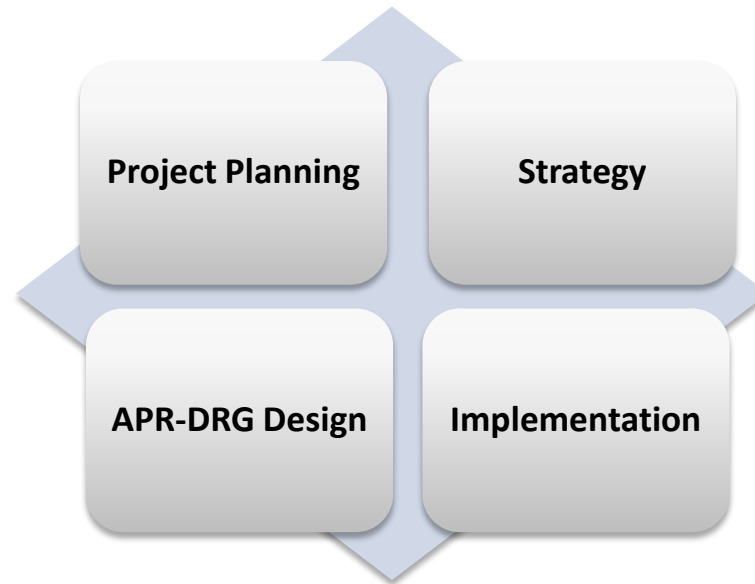 Project Planning
Strategy
APR-DRG Design
Implementation